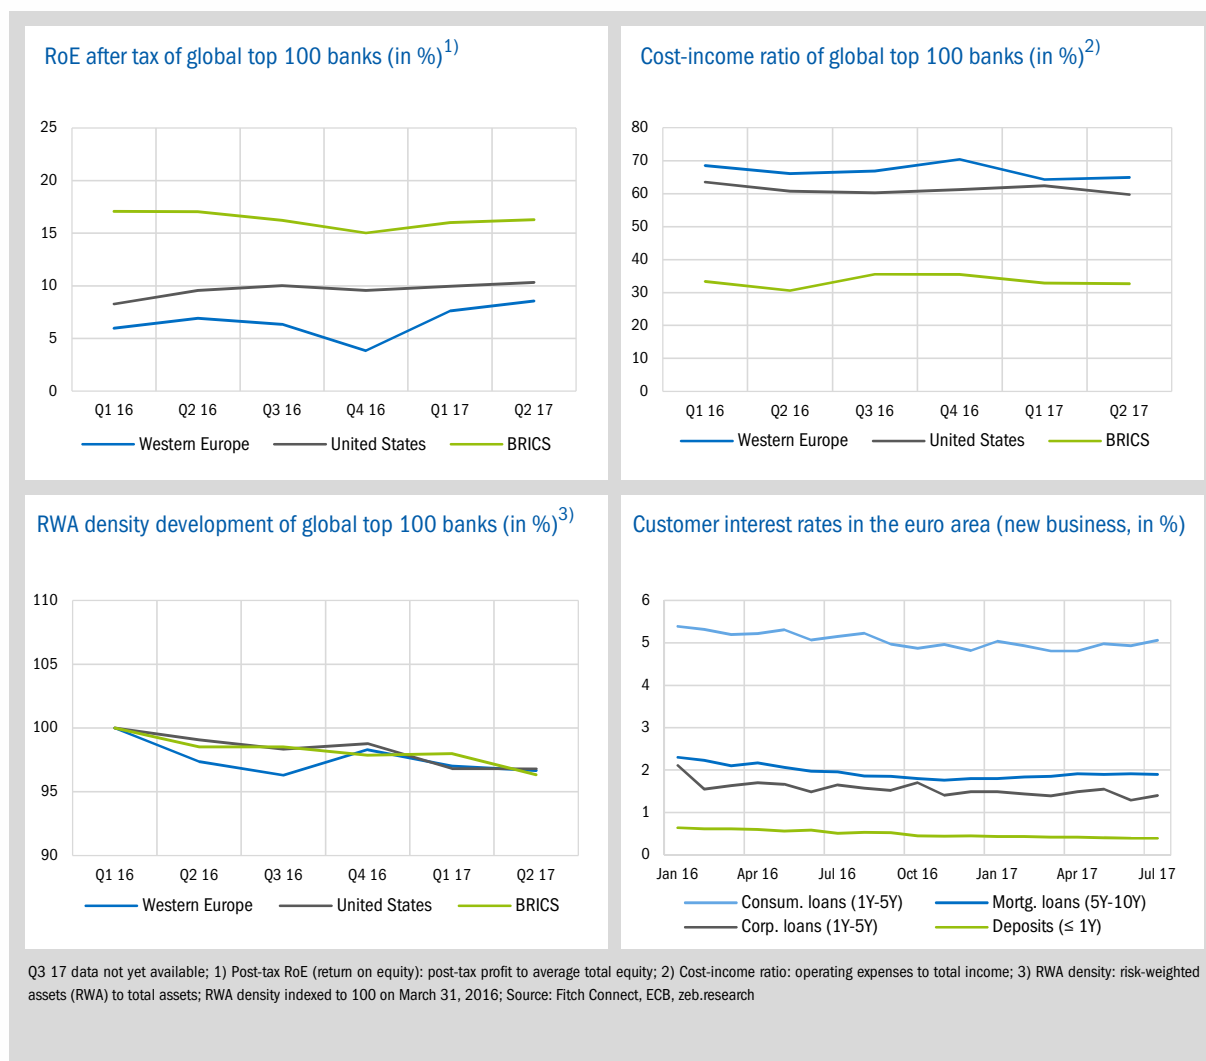 RoE after tax of global top 100 banks (in %)1)
25
20
15
10
5
0
Q1 16 Q2 16 Q3 16 Q4 16 Q1 17 Q2 17
Western Europe United States BRICS
Cost-income ratio of global top 100 banks (in %)2)
80
70
60
50
40
30
20
10
0
Q1 16 Q2 16 Q3 16 Q4 16 Q1 17 Q2 17
Western Europe United States BRICS
RWA density development of global top 100 banks (in %)3)
110
105
100
95
90
Q1 16 Q2 16 Q3 16 Q4 16 Q1 17 Q2 17
Western Europe United States BRICS
Customer interest rates in the euro area (new business, in %)
6
5
4
3
2
1
0
Jan 16 Apr 16 Jul 16 Oct 16 Jan 17 Apr 17 Jul 17
Consum. loans (1Y-5Y) Mortg. loans (5Y-10Y)
Corp. loans (1Y-5Y) Deposits (≤ 1Y)
Q3 17 data not yet available; 1) Post-tax RoE (return on equity): post-tax profit to average total equity; 2) Cost-income ratio: operating expenses to total income; 3) RWA density: risk-weighted
assets (RWA) to total assets; RWA density indexed to 100 on March 31, 2016; Source: Fitch Connect, ECB, zeb.research